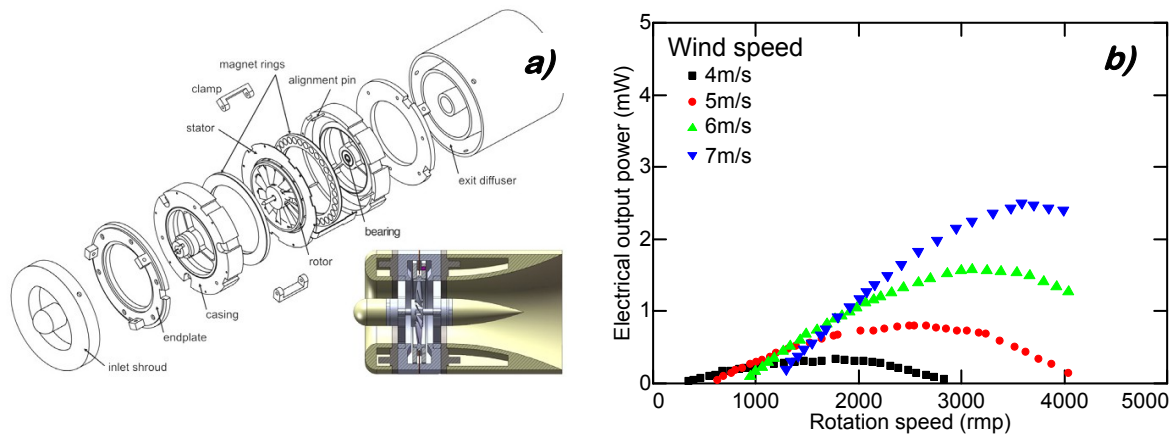 a)
magnet rings
clamp
alignment pin
stator
exit diffuser
bearing
rotor
casing
endplate
inlet shroud
b)
Wind speed
4m/s
5m/s
6m/s
7m/s
Electrical output power (mW)
5
4
3
2
1
0
0 1000 2000 3000 4000 5000
Rotation speed (rmp)